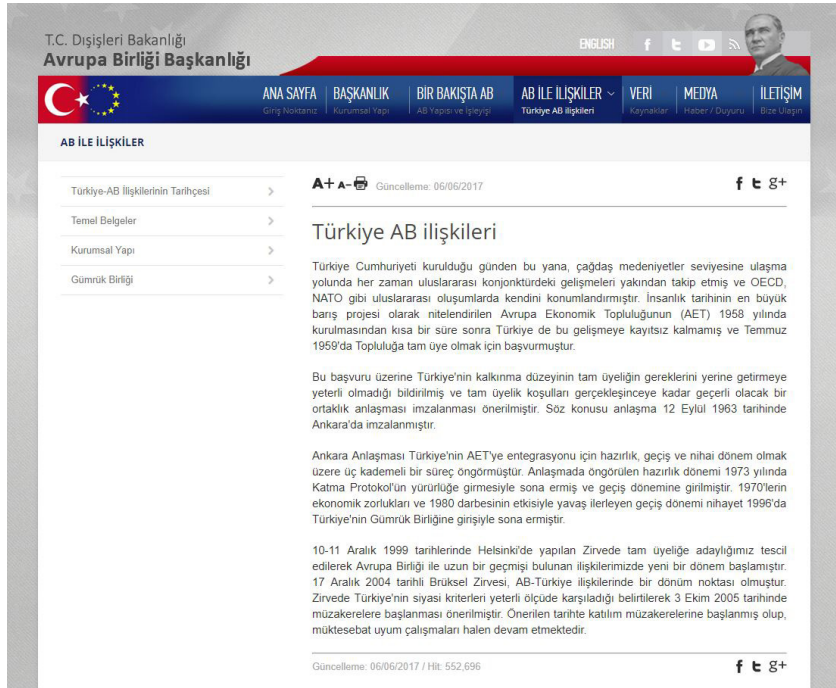 T.C. Dışişleri Bakanlığı
Avrupa Birliği Başkanlığı
ENGLISH
ANA SAYFA
Giriş Noktanız
BAŞKANLIK
Kurumsal Yapı
BİR BAKIŞTA AB
AB Yapısı ve İşleyişi
AB İLE İLİŞKİLER
Türkiye AB ilişkileri
VERİ
Kaynaklar
MEDYA
Haber / Duyuru
İLETİŞİM
Bize Ulaşın
AB İLE İLİŞKİLER
Türkiye-AB İlişkilerinin Tarihçesi
Temel Belgeler
Kurumsal Yapı
Gümrük Birliği
A+ A- Güncelleme: 06/06/2017
Türkiye AB ilişkileri
Türkiye Cumhuriyeti kurulduğu günden bu yana, çağdaş medeniyetler seviyesine ulaşma
yolunda her zaman uluslararası konjonktürdeki gelişmeleri yakından takip etmiş ve OECD,
NATO gibi uluslararası oluşumlarda kendini konumlandırmıştır. İnsanlık tarihinin en büyük
barış projesi olarak nitelendirilen Avrupa Ekonomik Topluluğunun (AET) 1958 yılında
kurulmasından kısa bir süre sonra Türkiye de bu gelişmeye kayıtsız kalmamış ve Temmuz
1959'da Topluluğa tam üye olmak için başvurmuştur.
Bu başvuru üzerine Türkiye'nin kalkınma düzeyinin tam üyeliğin gereklerini yerine getirmeye
yeterli olmadığı bildirilmiş ve tam üyelik koşulları gerçekleşinceye kadar geçerli olacak bir
ortaklık anlaşması imzalanması önerilmiştir. Söz konusu anlaşma 12 Eylül 1963 tarihinde
Ankara'da imzalanmıştır.
Ankara Anlaşması Türkiye'nin AET'ye entegrasyonu için hazırlık, geçiş ve nihai dönem olmak
üzere üç kademeli bir süreç öngörmüştür. Anlaşmada öngörülen hazırlık dönemi 1973 yılında
Katma Protokol'ün yürürlüğe girmesiyle sona ermiş ve geçiş dönemine girilmiştir. 1970'lerin
ekonomik zorlukları ve 1980 darbesinin etkisiyle yavaş ilerleyen geçiş dönemi nihayet 1996'da
Türkiye'nin Gümrük Birliğine girişiyle sona ermiştir.
10-11 Aralık 1999 tarihlerinde Helsinki'de yapılan Zirvede tam üyeliğe adaylığımız tescil
edilerek Avrupa Birliği ile uzun bir geçmişi bulunan ilişkilerimizde yeni bir dönem başlamıştır.
17 Aralık 2004 tarihli Brüksel Zirvesi, AB-Türkiye ilişkilerinde bir dönüm noktası olmuştur.
Zirvede Türkiye'nin siyasi kriterleri yeterli ölçüde karşıladığı belirtilerek 3 Ekim 2005 tarihinde
müzakerelere başlanması önerilmiştir. Önerilen tarihte katılım müzakerelerine başlanmış olup,
müktesebat uyum çalışmaları halen devam etmektedir.
Güncelleme: 06/06/2017 / Hit: 552,696